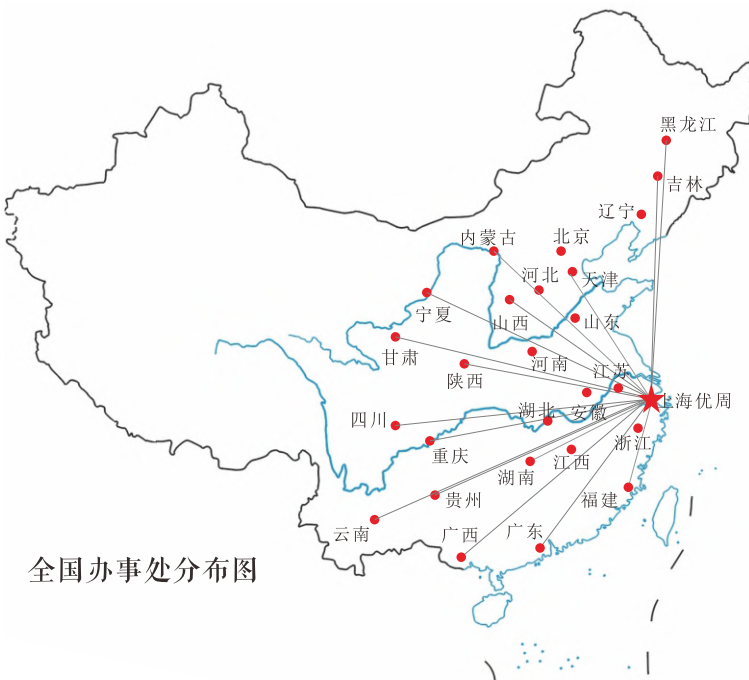 黑龙江
吉林
辽宁
内蒙古
北京
河北
天津
宁夏
山西
山东
甘肃
陕西
河南
江苏
上海优周
四川
湖北
安徽
重庆
浙江
湖南
江西
贵州
福建
云南
广西
广东
全国办事处分布图